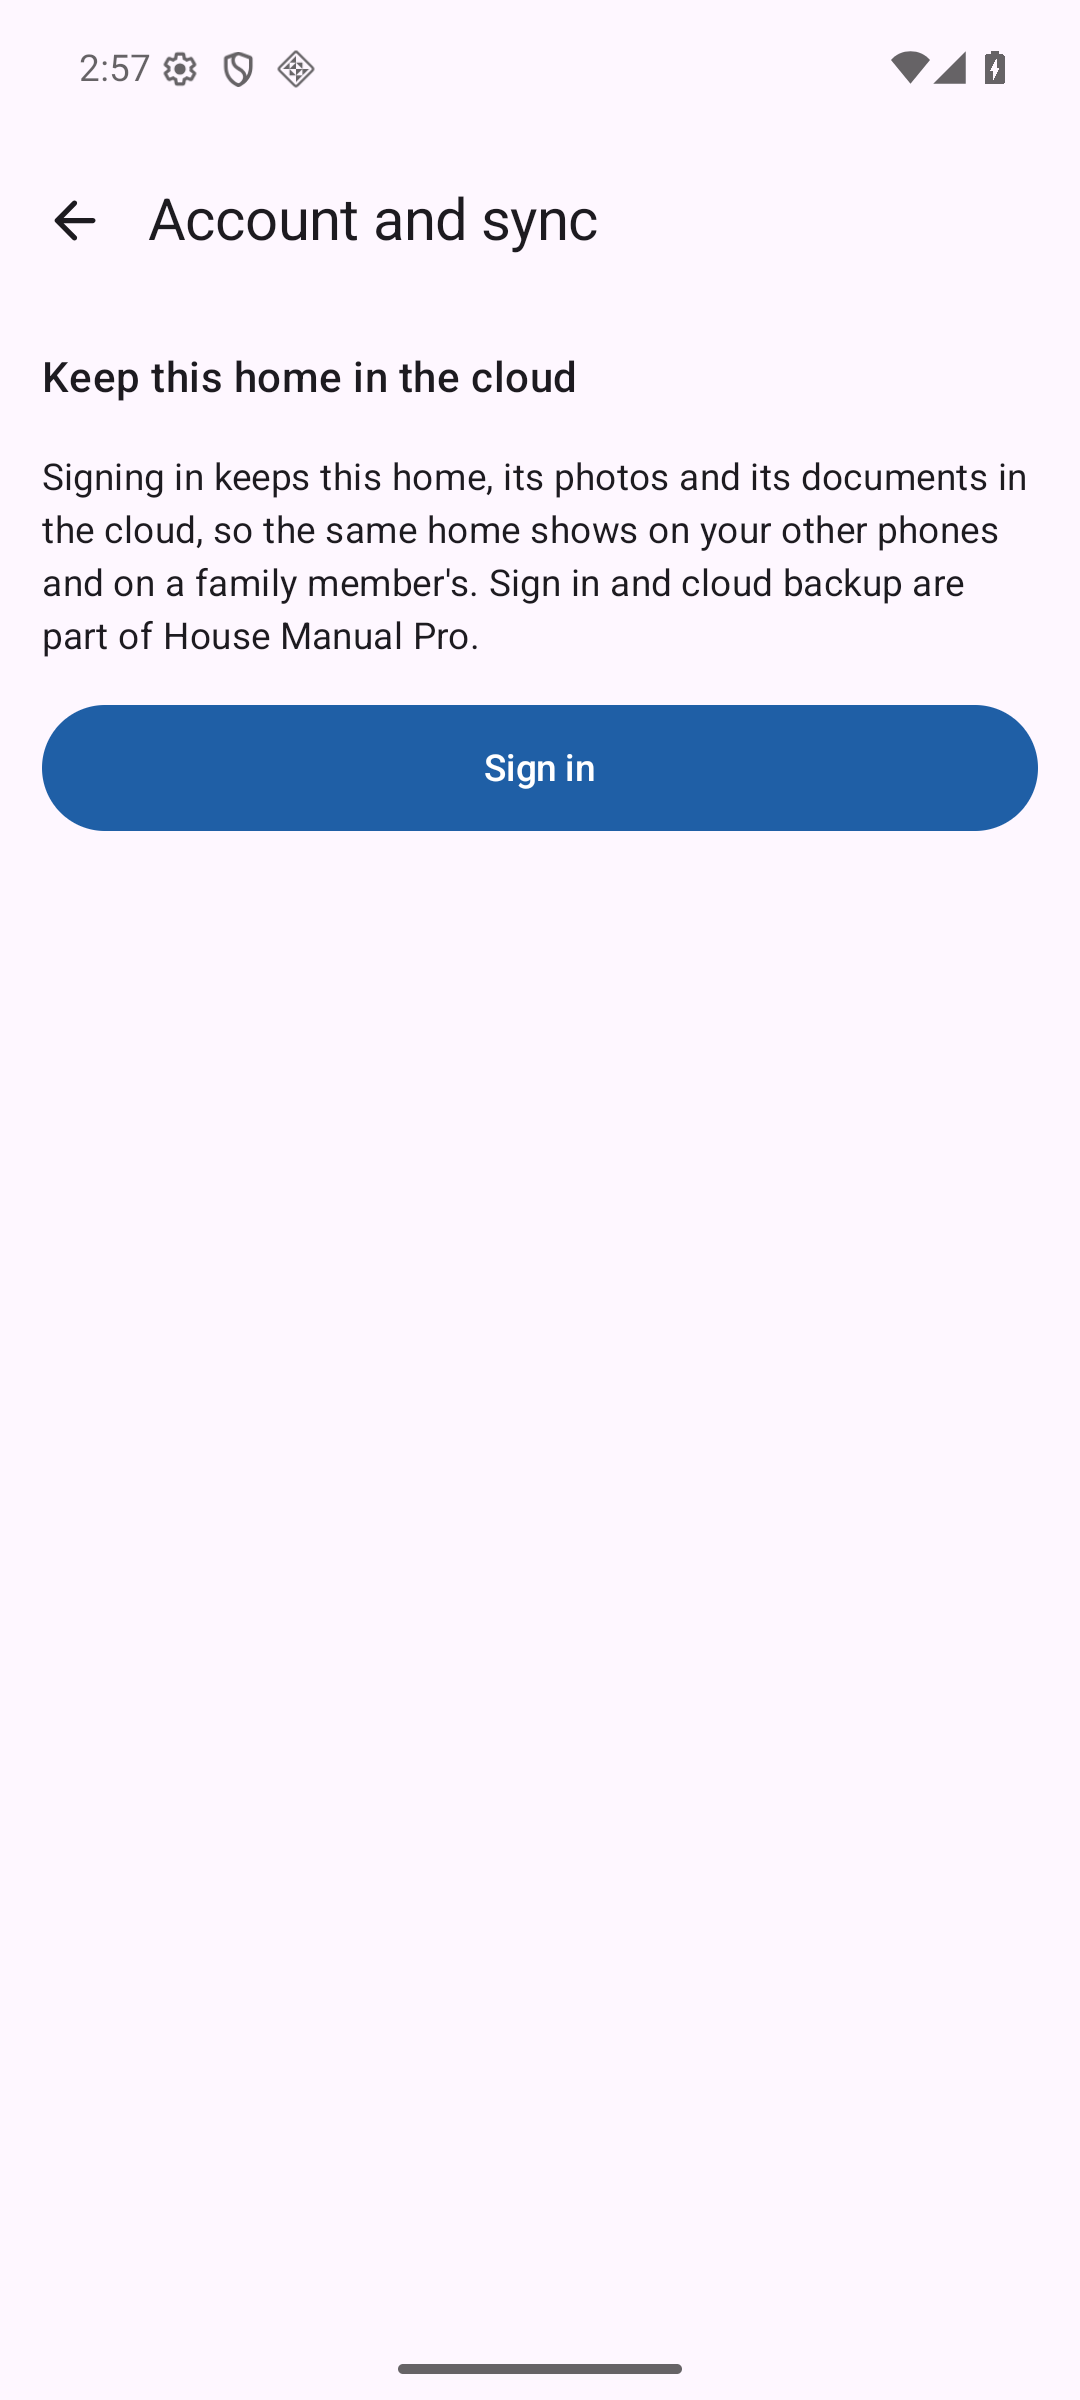 2:57
Account and sync
Keep this home in the cloud
Signing in keeps this home, its photos and its documents in
the cloud, so the same home shows on your other phones
and on a family member's. Sign in and cloud backup are
part of House Manual Pro.
Sign in